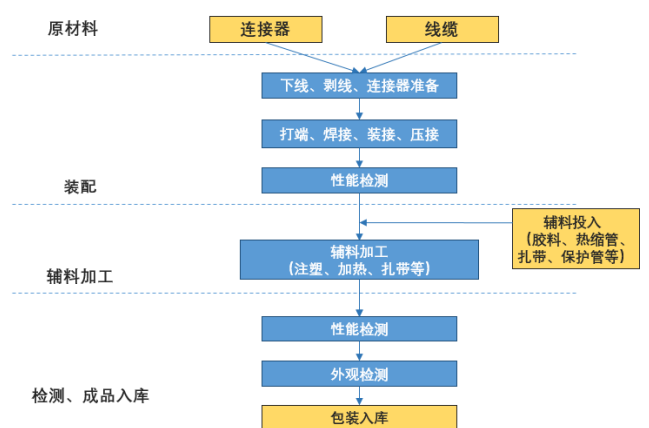 原材料
连接器
线缆
下线、剥线、连接器准备
打端、焊接、装接、压接
性能检测
装配
辅料投入
(胶料、热缩管、
扎带、保护管等)
辅料加工
(注塑、加热、扎带等)
辅料加工
性能检测
外观检测
检测、成品入库
包装入库